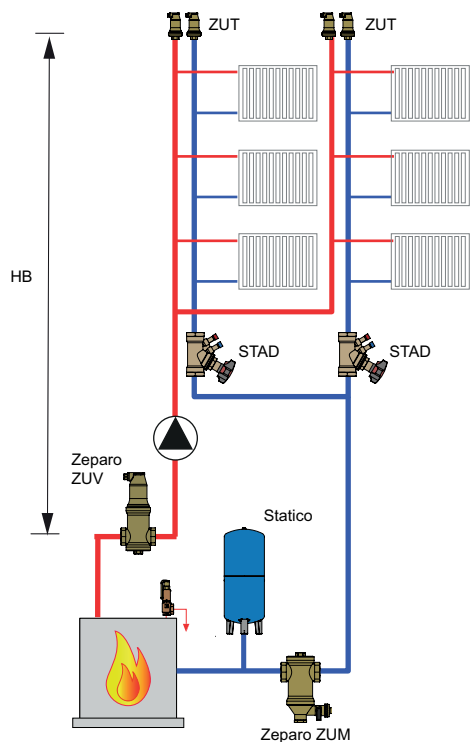 ZUT
ZUT
HB
STAD
STAD
Zeparo
ZUV
Statico
Zeparo ZUM